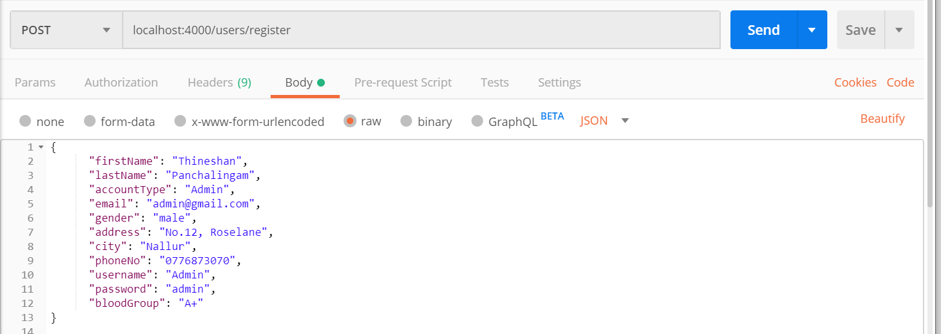 POST localhost:4000/users/register Send Save
Params Authorization Headers (9) Body Pre-request Script Tests Settings Cookies Code
none form-data x-www-form-urlencoded raw binary GraphQL BETA JSON Beautify
1 {
2 "firstName": "Thineshan",
3 "lastName": "Panchalingam",
4 "accountType": "Admin",
5 "email": "admin@gmail.com",
6 "gender": "male",
7 "address": "No.12, Roselane",
8 "city": "Nallur",
9 "phoneNo": "0776873070",
10 "username": "Admin",
11 "password": "admin",
12 "bloodGroup": "A+"
13 }
14